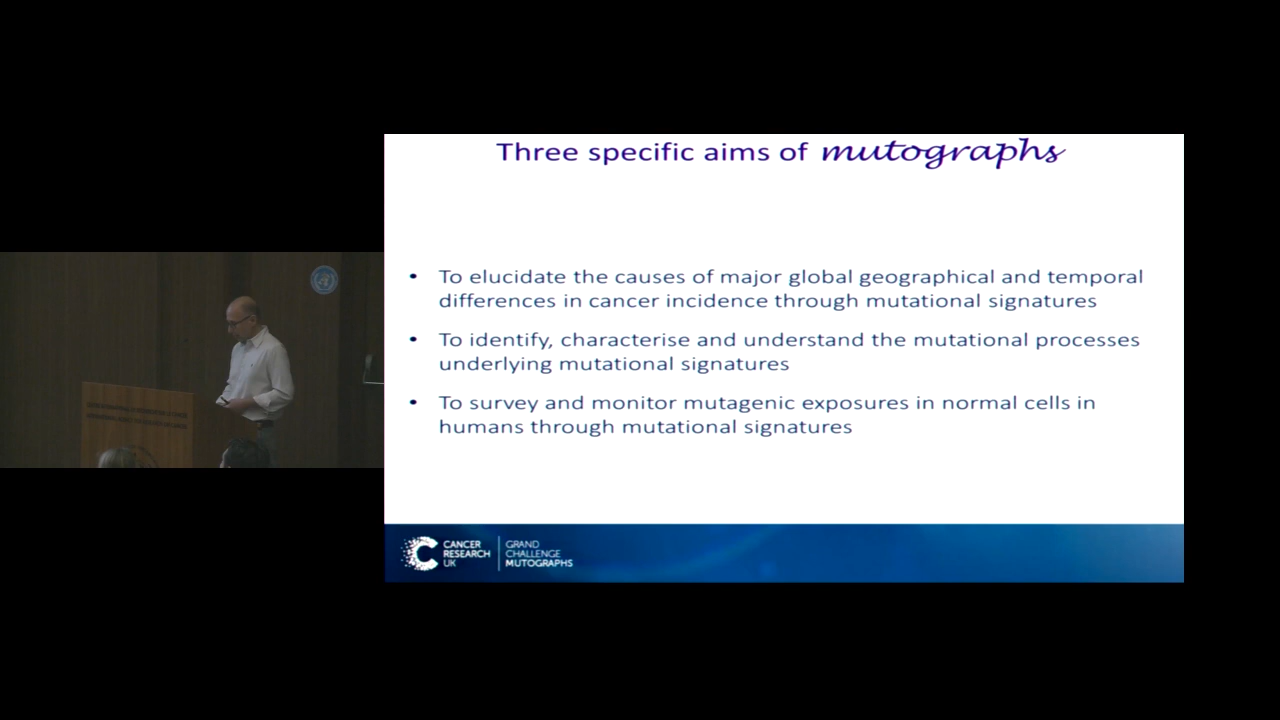 Three specific aims of mutographs
• To elucidate the causes of major global geographical and temporal
differences in cancer incidence through mutational signatures
• To identify, characterise and understand the mutational processes
underlying mutational signatures
• To survey and monitor mutagenic exposures in normal cells in
humans through mutational signatures
CANCER
RESEARCH
UK
GRAND
CHALLENGE
MUTOGRAPHS